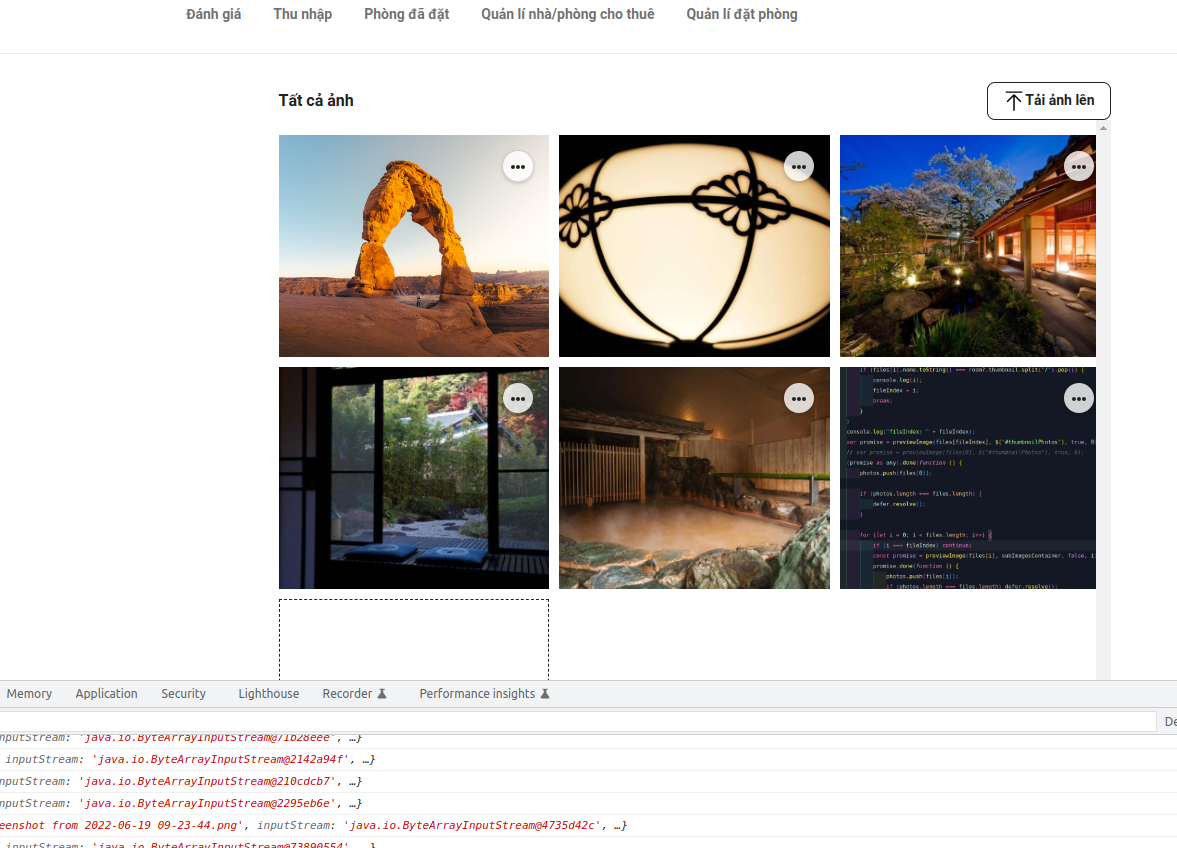 Đánh giá Thu nhập Phòng đã đặt Quản lí nhà/phòng cho thuê Quản lí đặt phòng
Tất cả ảnh
Tải ảnh lên
if (files[i].name.toString() === room?.thumbnail.split("/").pop()) {
console.log(i);
fileIndex = i;
break;
}
}
console.log("fileIndex: " + fileIndex);
var promise = previewImage(files[fileIndex], $("#thumbnailPhotos"), true, 0
// var promise = previewImage(files[0], $("#thumbnailPhotos"), true, 0);
(promise as any).done(function () {
photos.push(files[0]);
if (photos.length === files.length) {
defer.resolve();
}
for (let i = 0; i < files.length; i++) {
if (i === fileIndex) continue;
const promise = previewImage(files[i], subImagesContainer, false, i
promise.done(function () {
photos.push(files[i]);
if (photos.length === files.length) defer.resolve();
Memory Application Security Lighthouse Recorder Performance insights
De
nputStream: 'java.io.ByteArrayInputStream@71b28eee', …}
inputStream: 'java.io.ByteArrayInputStream@2142a94f', …}
nputStream: 'java.io.ByteArrayInputStream@210cdcb7', …}
nputStream: 'java.io.ByteArrayInputStream@2295eb6e', …}
eenshot from 2022-06-19 09-23-44.png', inputStream: 'java.io.ByteArrayInputStream@4735d42c', …}
inputStream: 'java.io.ByteArrayInputStream@73890554', …}